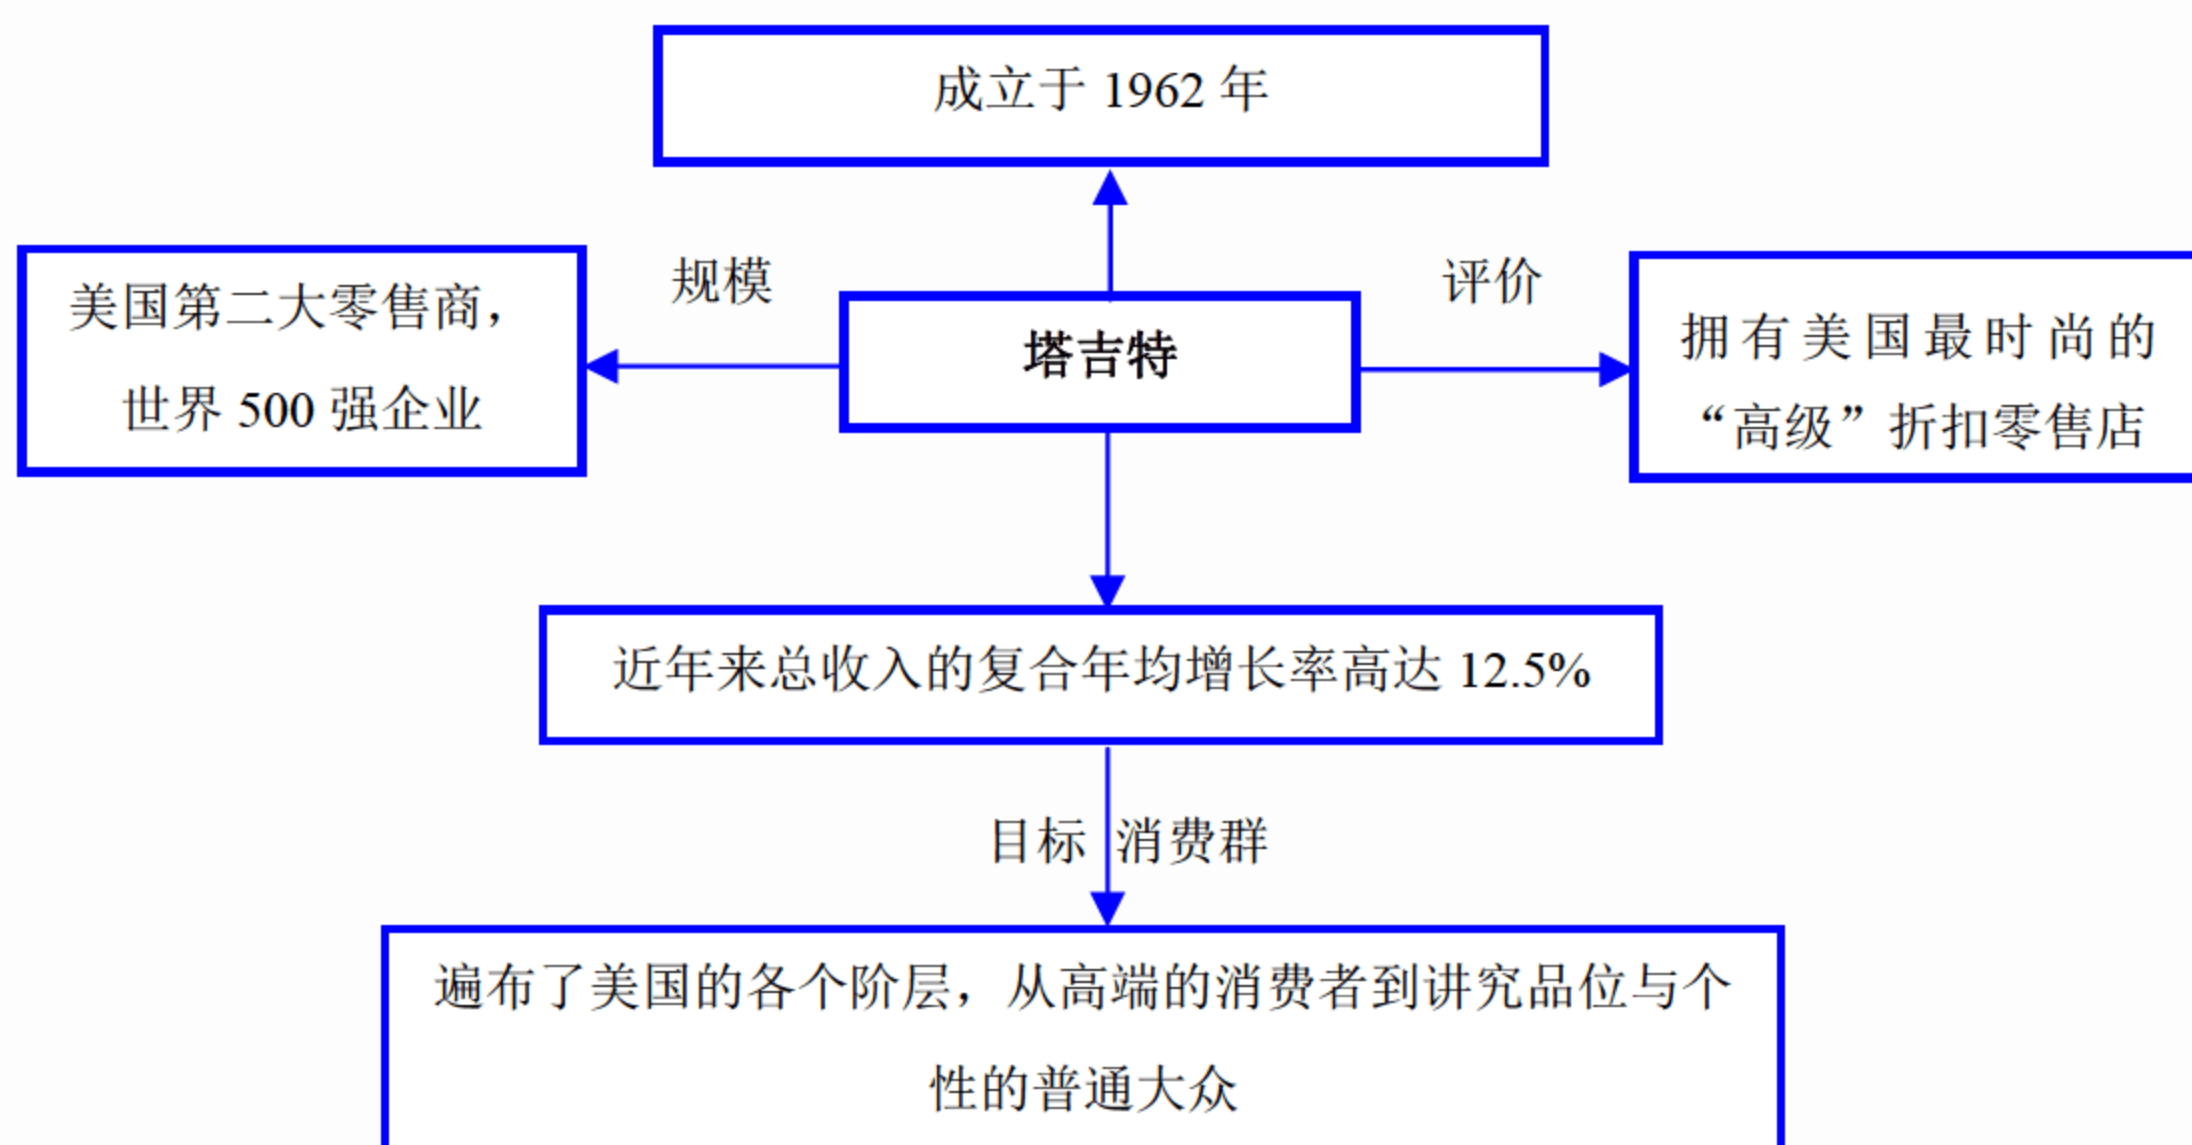 成立于 1962 年
规模
评价
美国第二大零售商，
世界 500 强企业
塔吉特
拥有美国最时尚的
“高级”折扣零售店
近年来总收入的复合年均增长率高达 12.5%
目标 消费群
遍布了美国的各个阶层，从高端的消费者到讲究品位与个
性的普通大众